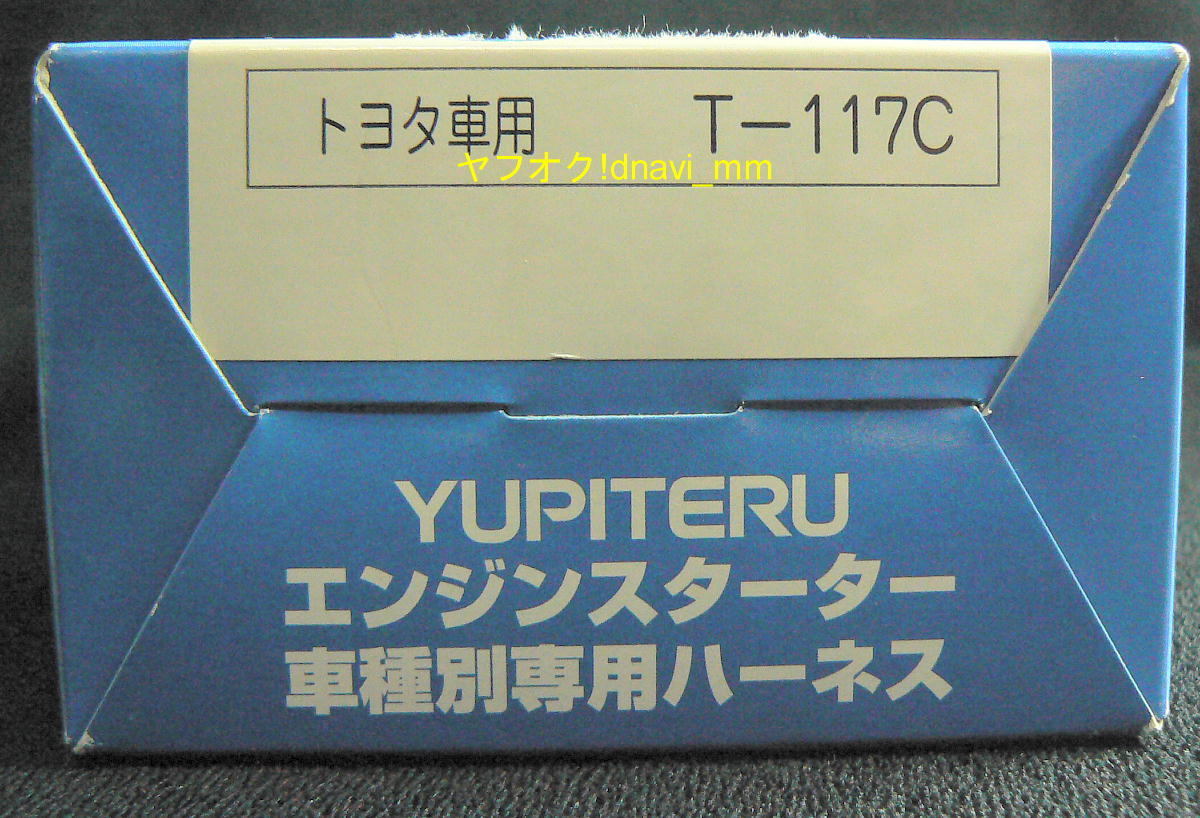 トヨタ車用 T-117C
ヤフオク!dnavi_mm
YUPITERU
エンジンスターター
車種別専用ハーネス